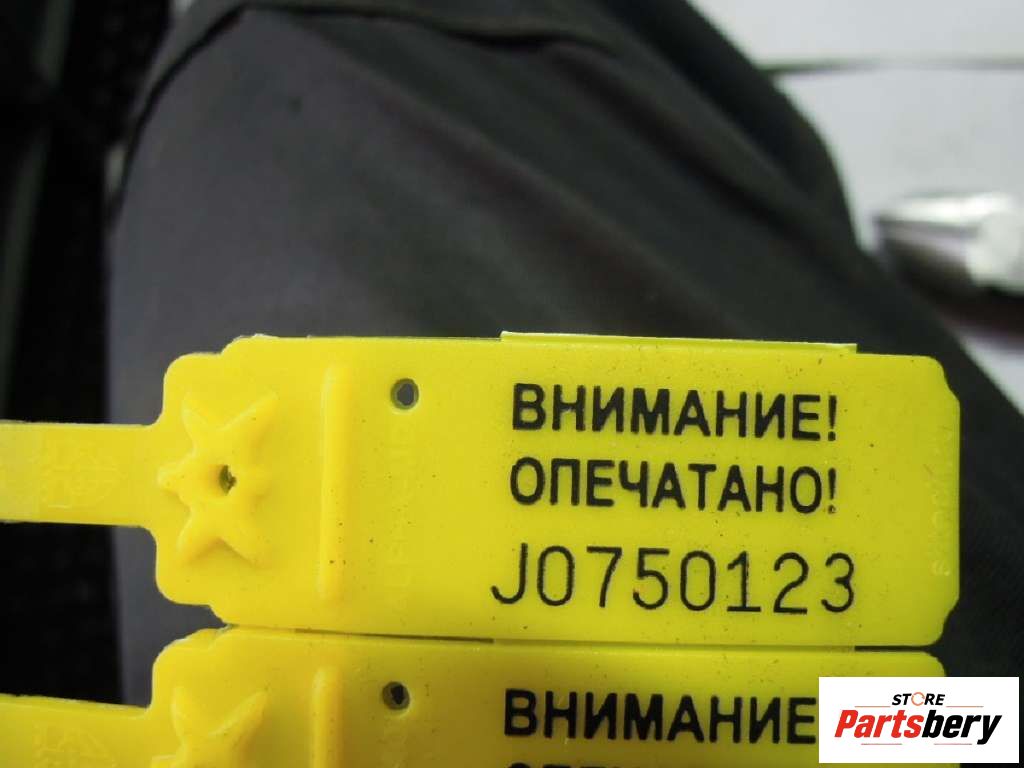 ВНИМАНИЕ!
ОПЕЧАТАНО!
J0750123
ВНИМАНИЕ
STORE
Partsbery